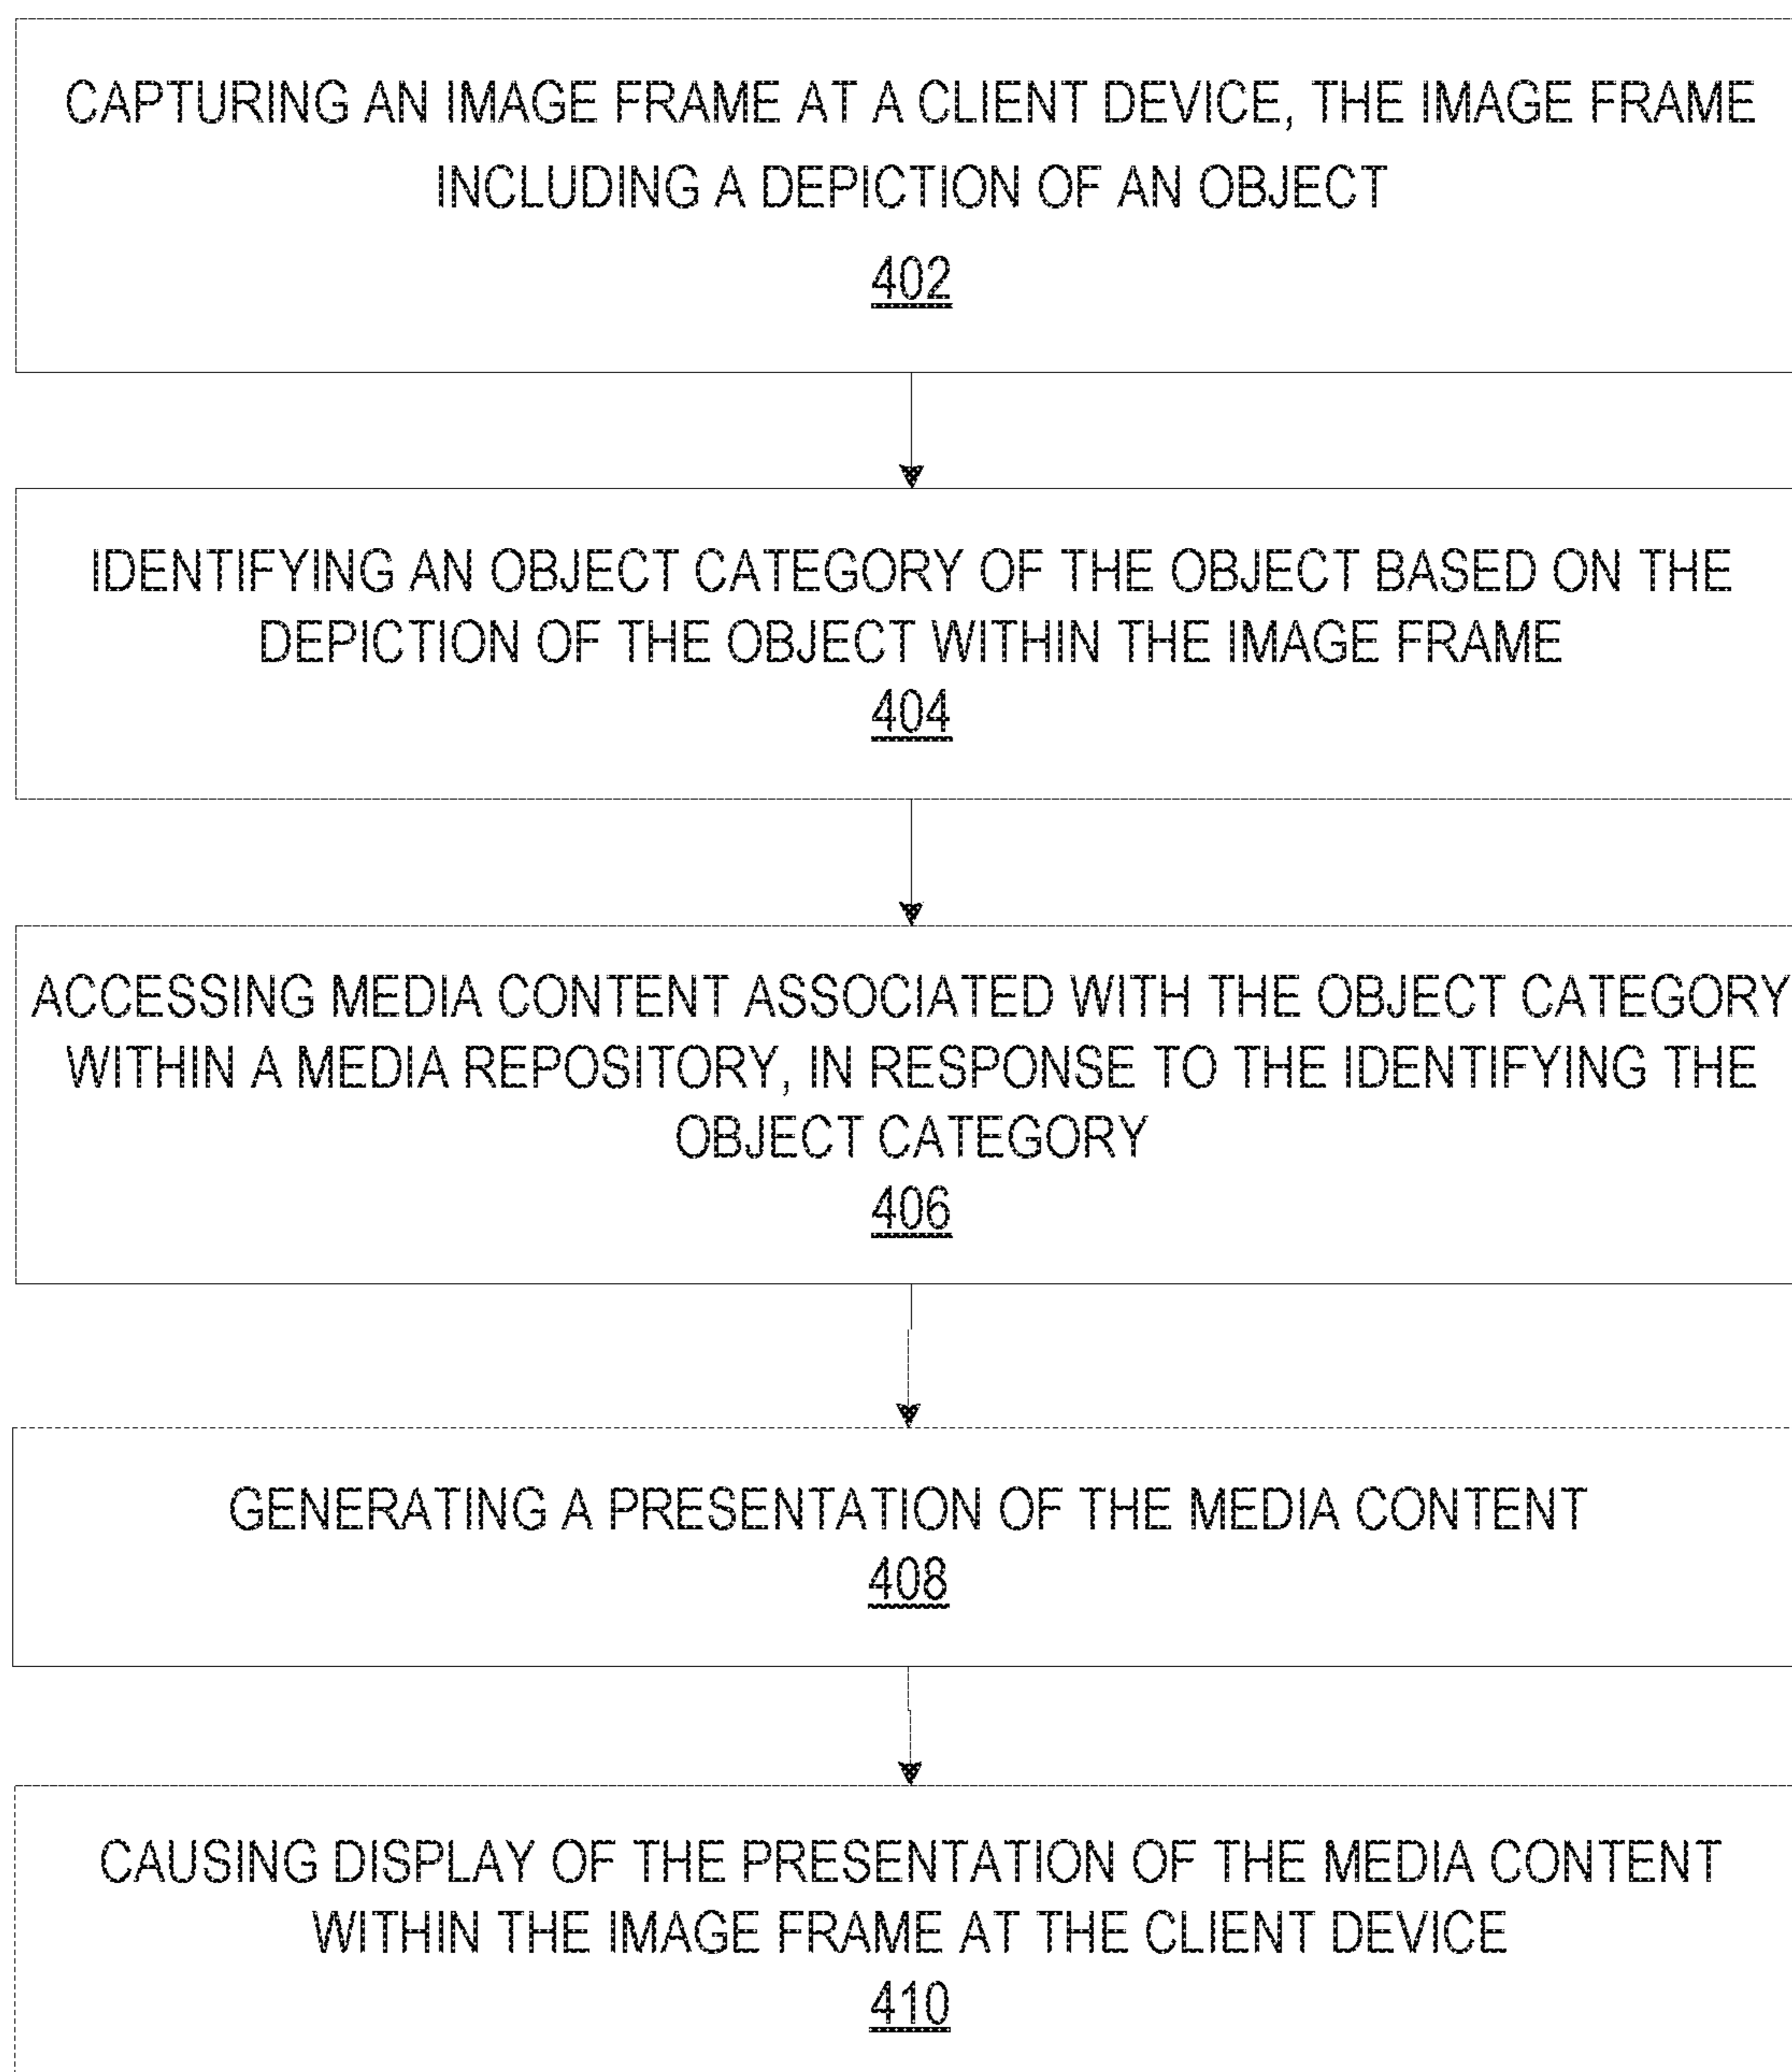 CAPTURING AN IMAGE FRAME AT A CLIENT DEVICE, THE IMAGE FRAME
INCLUDING A DEPICTION OF AN OBJECT
402
IDENTIFYING AN OBJECT CATEGORY OF THE OBJECT BASED ON THE
DEPICTION OF THE OBJECT WITHIN THE IMAGE FRAME
404
ACCESSING MEDIA CONTENT ASSOCIATED WITH THE OBJECT CATEGORY
WITHIN A MEDIA REPOSITORY, IN RESPONSE TO THE IDENTIFYING THE
OBJECT CATEGORY
406
GENERATING A PRESENTATION OF THE MEDIA CONTENT
408
CAUSING DISPLAY OF THE PRESENTATION OF THE MEDIA CONTENT
WITHIN THE IMAGE FRAME AT THE CLIENT DEVICE
410